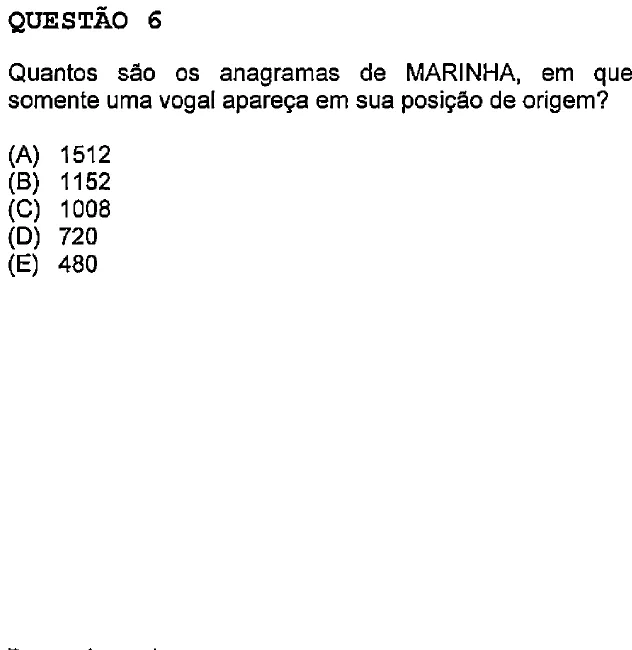 QUESTÃO 6
Quantos são os anagramas de MARINHA, em que
somente uma vogal apareça em sua posição de origem?
(A) 1512
(B) 1152
(C) 1008
(D) 720
(E) 480